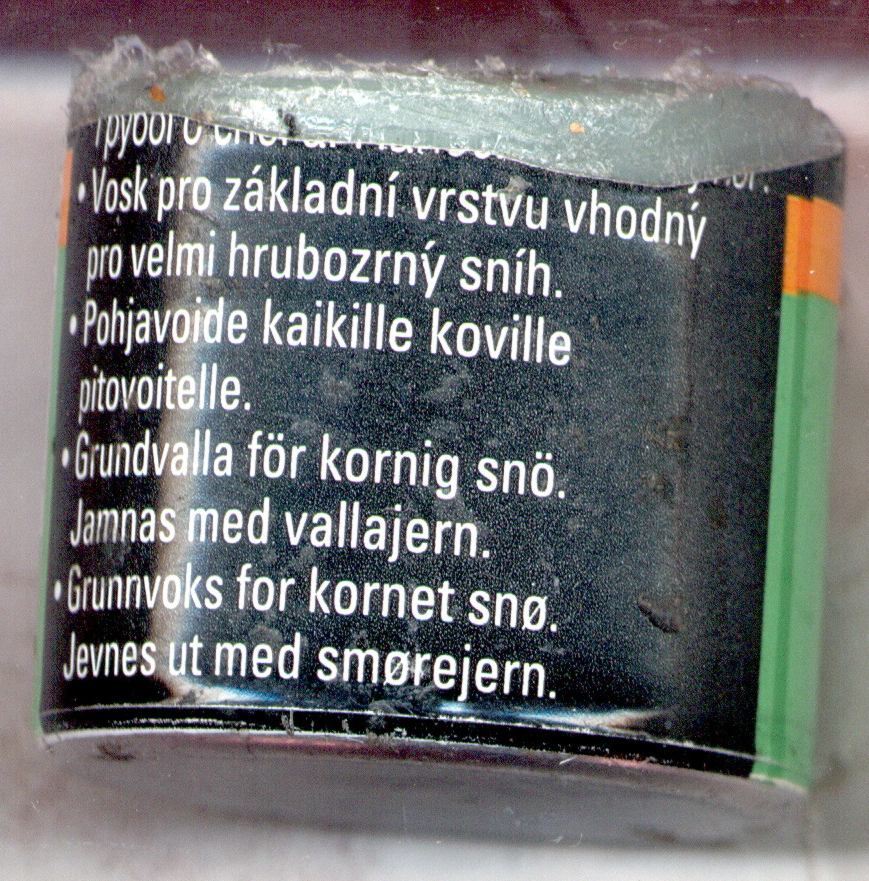 • Vosk pro základní vrstvu vhodný
pro velmi hrubozrný sníh.
• Pohjavoide kaikille koville
pitovoitelle.
• Grundvalla för kornig snö.
Jamnas med vallajern.
• Grunnvoks for kornet snø.
Jevnes ut med smørejern.